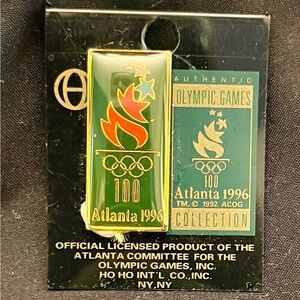 100
Atlanta 1996
AUTHENTIC
OLYMPIC GAMES
100
Atlanta 1996
TM, © 1992 ACOG
COLLECTION
OFFICIAL LICENSED PRODUCT OF THE
ATLANTA COMMITTEE FOR THE
OLYMPIC GAMES, INC.
HO HO INT'L CO., INC.
NY, NY